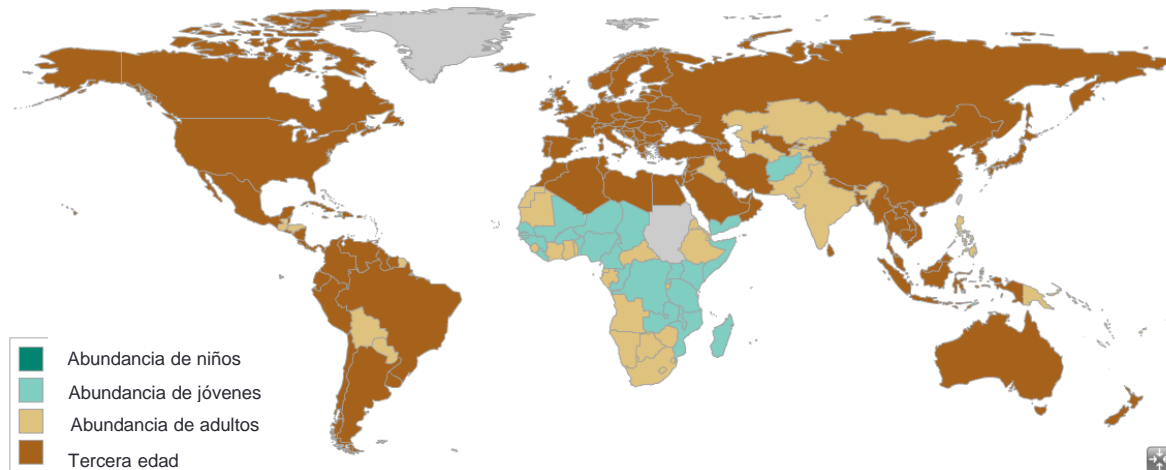 Abundancia de niños
Abundancia de jóvenes
Abundancia de adultos
Tercera edad